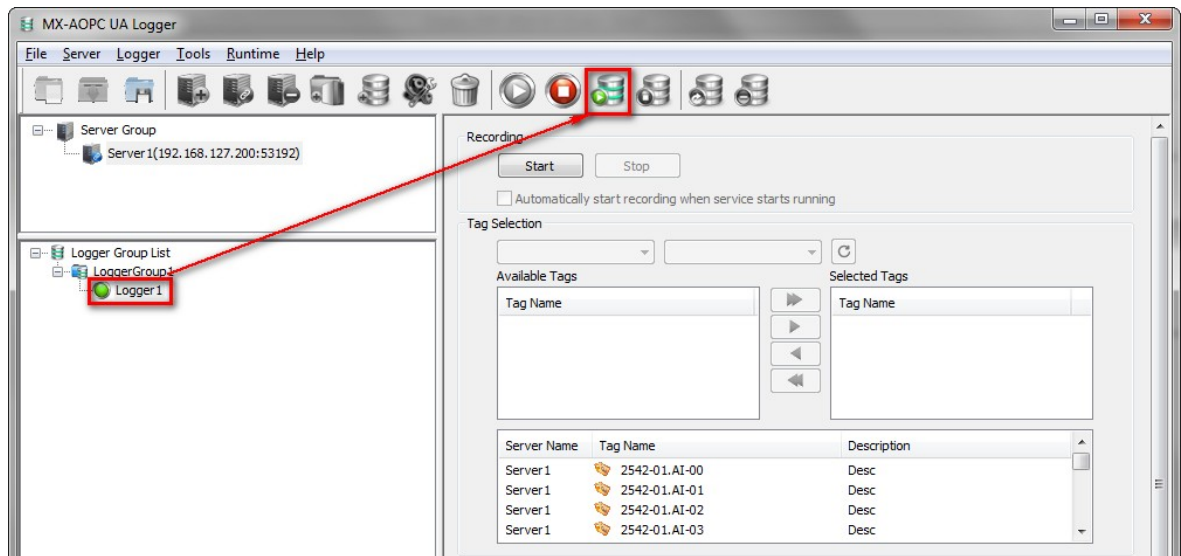 MX-AOPC UA Logger
File Server Logger Tools Runtime Help
Server Group
Server1(192.168.127.200:53192)
Logger Group List
LoggerGroup1
Logger1
Recording
Start Stop
Automatically start recording when service starts running
Tag Selection
Available Tags Selected Tags
Tag Name Tag Name
Server Name Tag Name Description
Server1 2542-01.AI-00 Desc
Server1 2542-01.AI-01 Desc
Server1 2542-01.AI-02 Desc
Server1 2542-01.AI-03 Desc